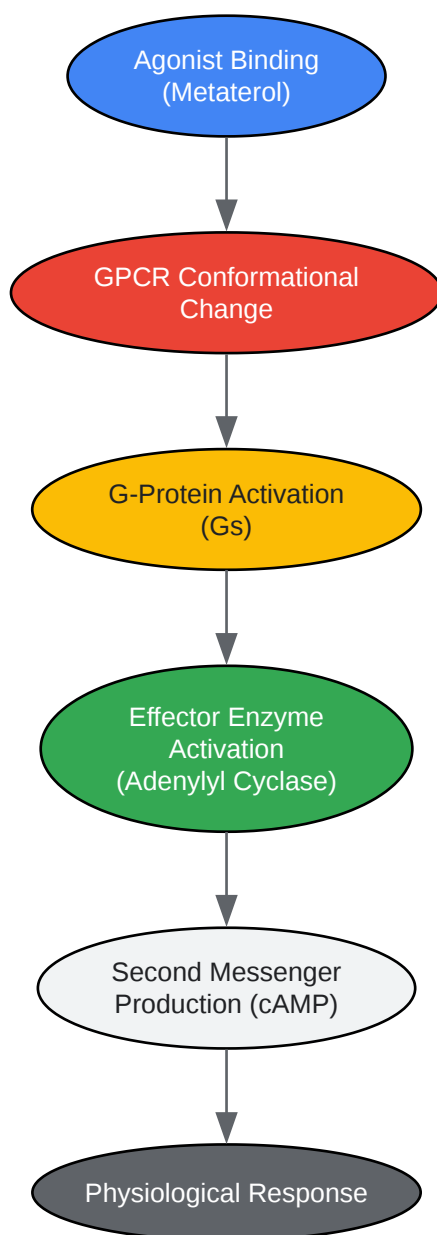 Agonist Binding
(Metaterol)
GPCR Conformational
Change
G-Protein Activation
(Gs)
Effector Enzyme
Activation
(Adenylyl Cyclase)
Second Messenger
Production (cAMP)
Physiological Response